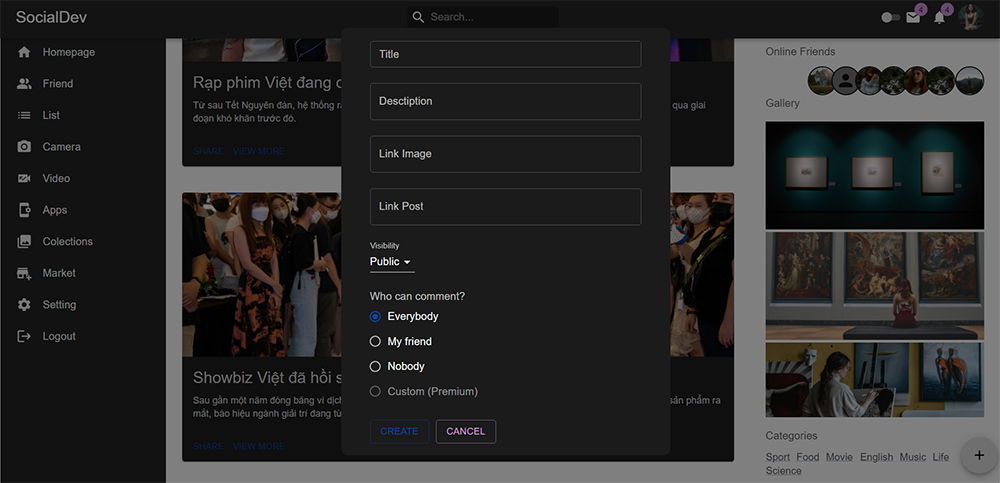 SocialDev
Search...
4
4
Homepage
Friend
List
Camera
Video
Apps
Colections
Market
Setting
Logout
Rạp phim Việt đang
Từ sau Tết Nguyên đán, hệ thống
qua giai
đoạn khó khăn trước đó.
SHARE VIEW MORE
Showbiz Việt đã hồi
Sau gần một năm đóng băng vì dịch
sản phẩm ra
mắt, báo hiệu ngành giải trí đang
SHARE VIEW MORE
Title
Desctiption
Link Image
Link Post
Visibility
Public
Who can comment?
Everybody
My friend
Nobody
Custom (Premium)
CREATE CANCEL
Online Friends
Gallery
Categories
Sport Food Movie English Music Life
Science
+